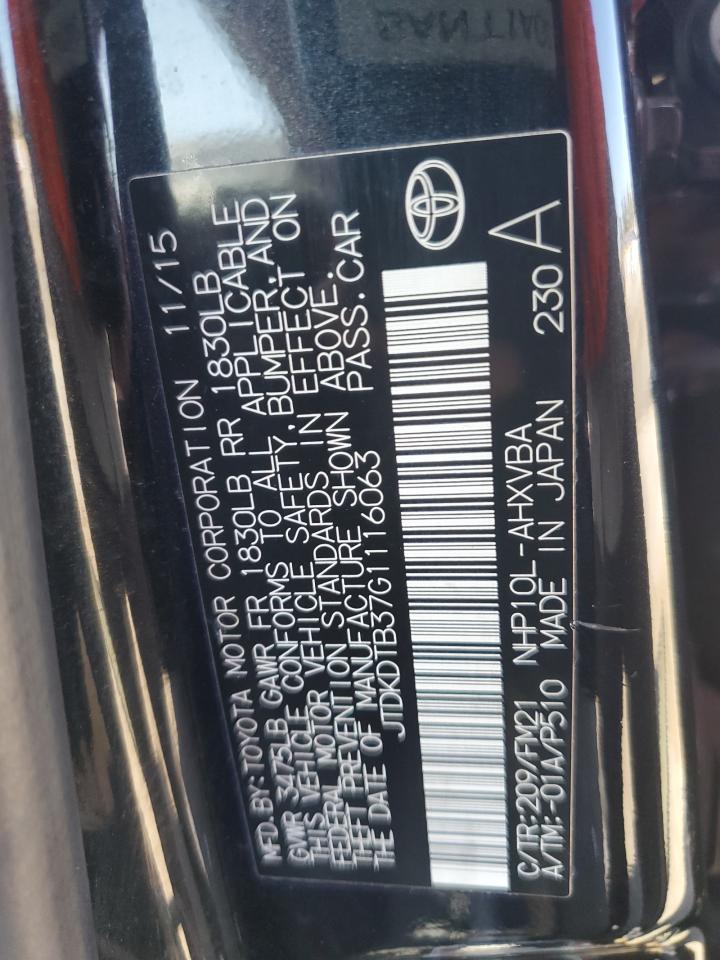 MFD. BY: TOYOTA MOTOR CORPORATION 11/15
GVWR 3473LB GAWR FR 1830LB RR 1830LB
THIS VEHICLE CONFORMS TO ALL APPLICABLE
FEDERAL MOTOR VEHICLE SAFETY, BUMPER, AND
THEFT PREVENTION STANDARDS IN EFFECT ON
THE DATE OF MANUFACTURE SHOWN ABOVE.
JTDKDTB37G1116063 PASS. CAR
C/TR:209/FM21 NHP10L-AHXVBA 230 A
A/TM:-01A/P510 MADE IN JAPAN